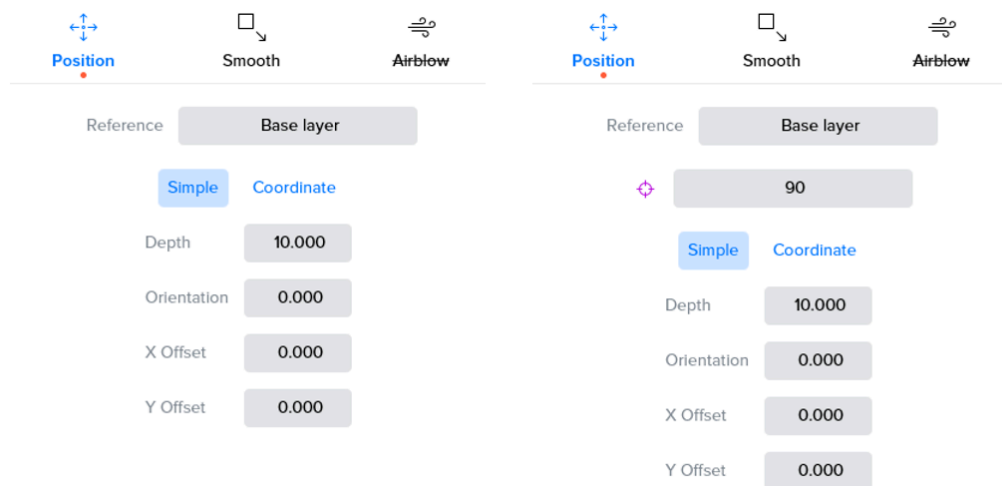 Position Smooth Airblow
Reference Base layer
Simple Coordinate
Depth 10.000
Orientation 0.000
X Offset 0.000
Y Offset 0.000
Position Smooth Airblow
Reference Base layer
90
Simple Coordinate
Depth 10.000
Orientation 0.000
X Offset 0.000
Y Offset 0.000